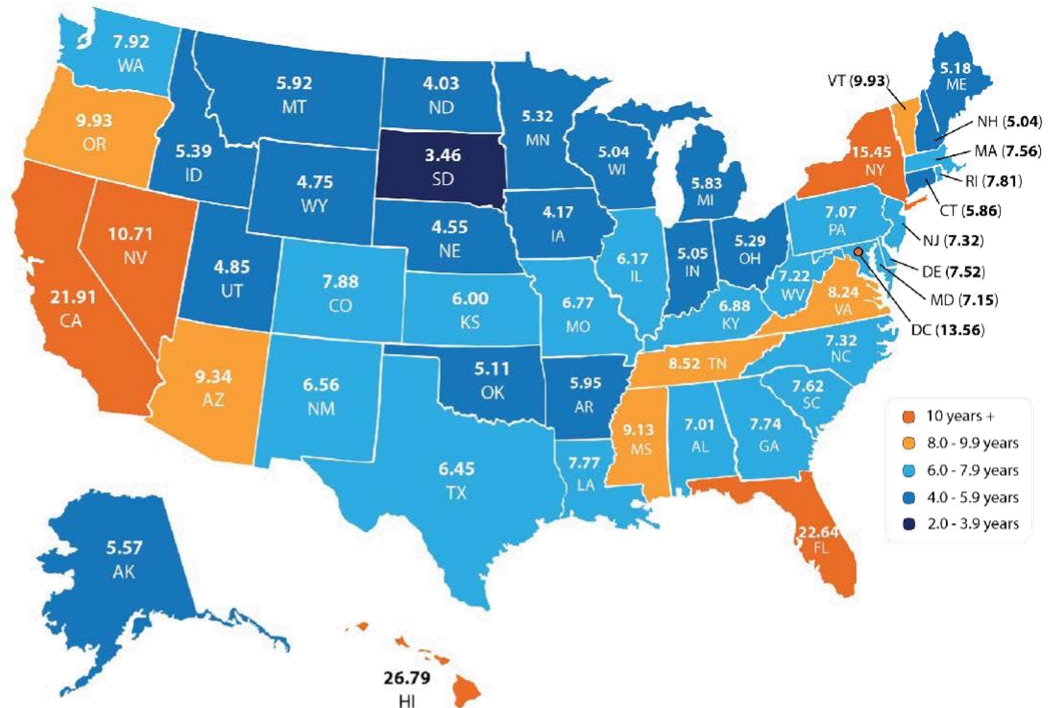 7.92
WA
9.93
OR
21.91
CA
10.71
NV
5.39
ID
5.92
MT
4.75
WY
4.85
UT
9.34
AZ
7.88
CO
6.56
NM
4.03
ND
3.46
SD
4.55
NE
6.00
KS
5.11
OK
6.45
TX
5.32
MN
4.17
IA
6.77
MO
5.95
AR
7.77
LA
5.04
WI
6.17
IL
5.83
MI
5.05
IN
5.29
OH
6.88
KY
8.52 TN
9.13
MS
7.01
AL
7.74
GA
22.64
FL
7.62
SC
7.32
NC
8.24
VA
7.22
WV
7.07
PA
15.45
NY
5.18
ME
VT (9.93)
NH (5.04)
MA (7.56)
RI (7.81)
CT (5.86)
NJ (7.32)
DE (7.52)
MD (7.15)
DC (13.56)
10 years +
8.0 - 9.9 years
6.0 - 7.9 years
4.0 - 5.9 years
2.0 - 3.9 years
5.57
AK
26.79
HI